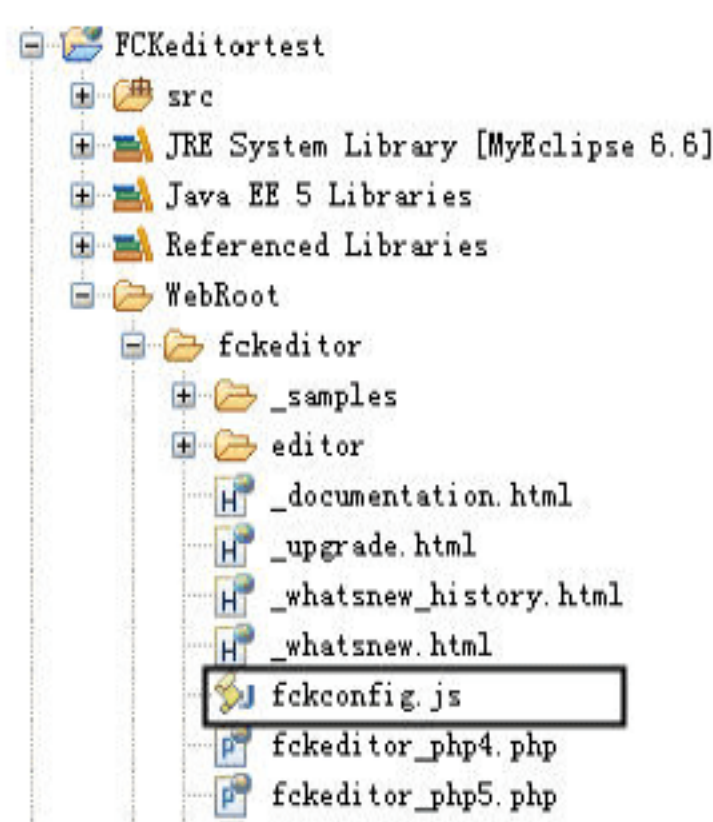 FCKeditortest
src
JRE System Library [MyEclipse 6.6]
Java EE 5 Libraries
Referenced Libraries
WebRoot
fckeditor
_samples
editor
_documentation.html
_upgrade.html
_whatsnew_history.html
_whatsnew.html
fckconfig.js
fckeditor_php4.php
fckeditor_php5.php